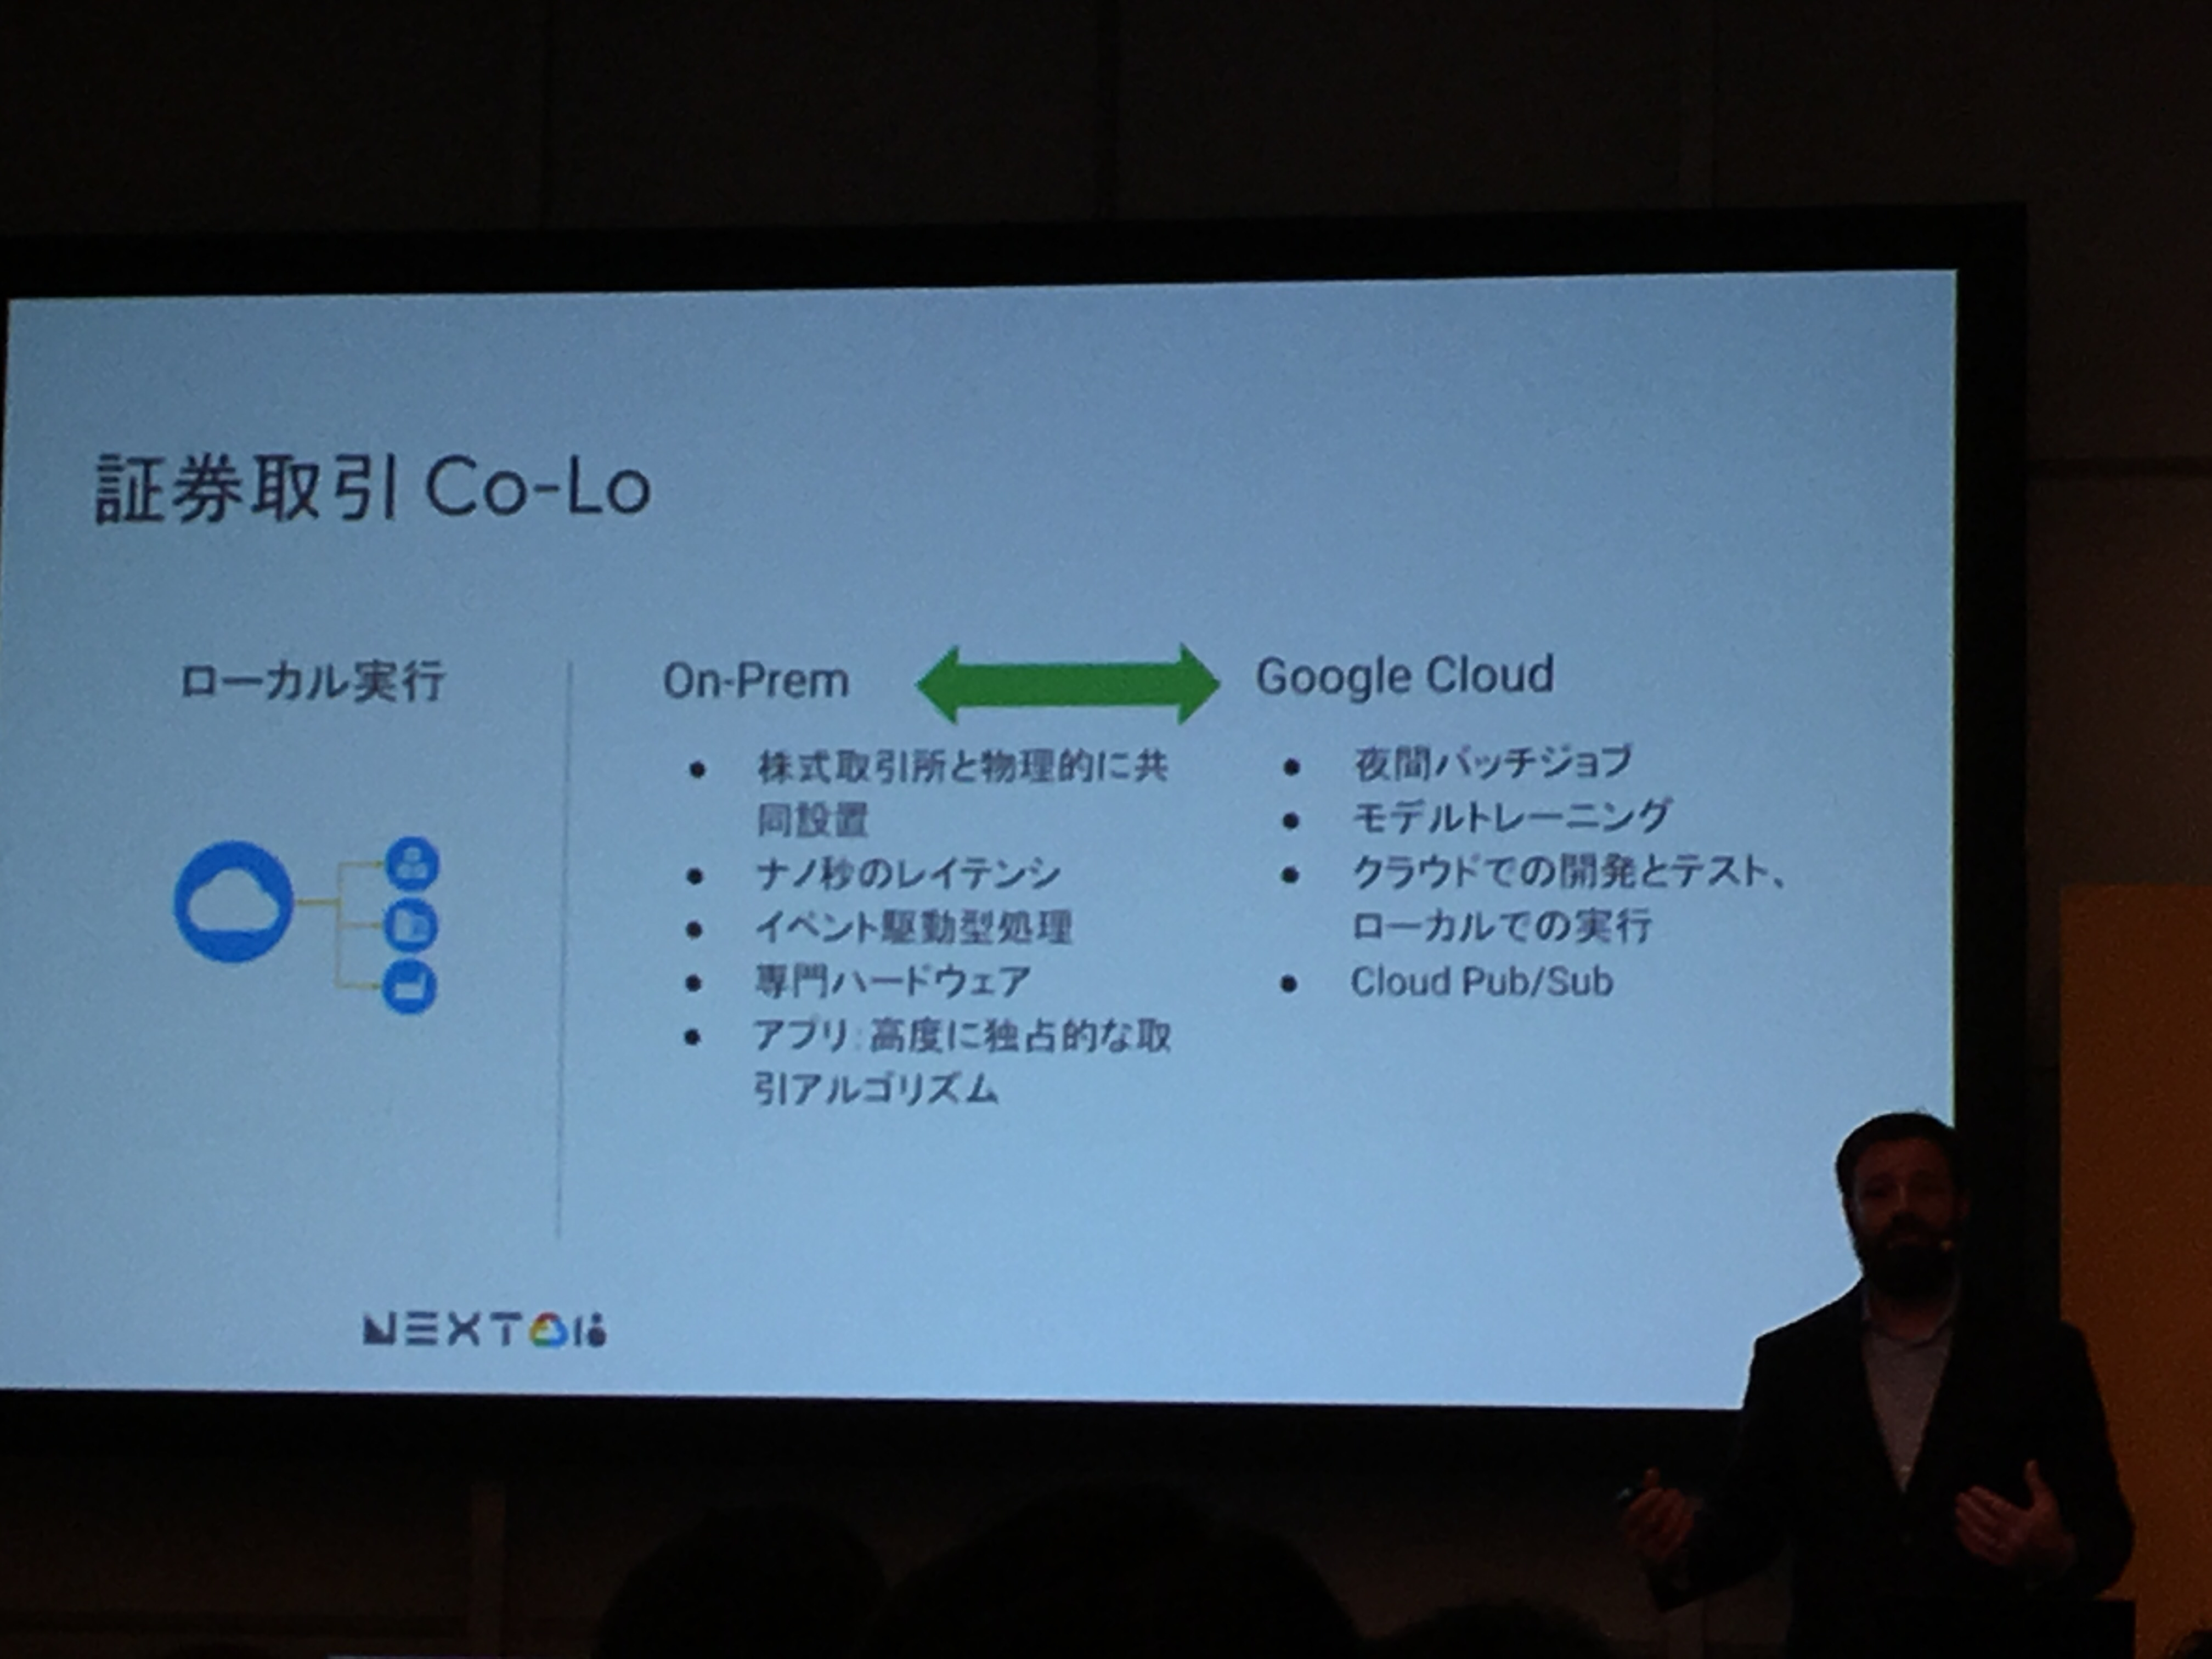 証券取引 Co-Lo
ローカル実行
On-Prem
株式取引所と物理的に共
同設置
ナノ秒のレイテンシ
イベント駆動型処理
専門ハードウェア
アプリ：高度に独占的な取
引アルゴリズム
Google Cloud
夜間バッチジョブ
モデルトレーニング
クラウドでの開発とテスト、
ローカルでの実行
Cloud Pub/Sub
NEXT018